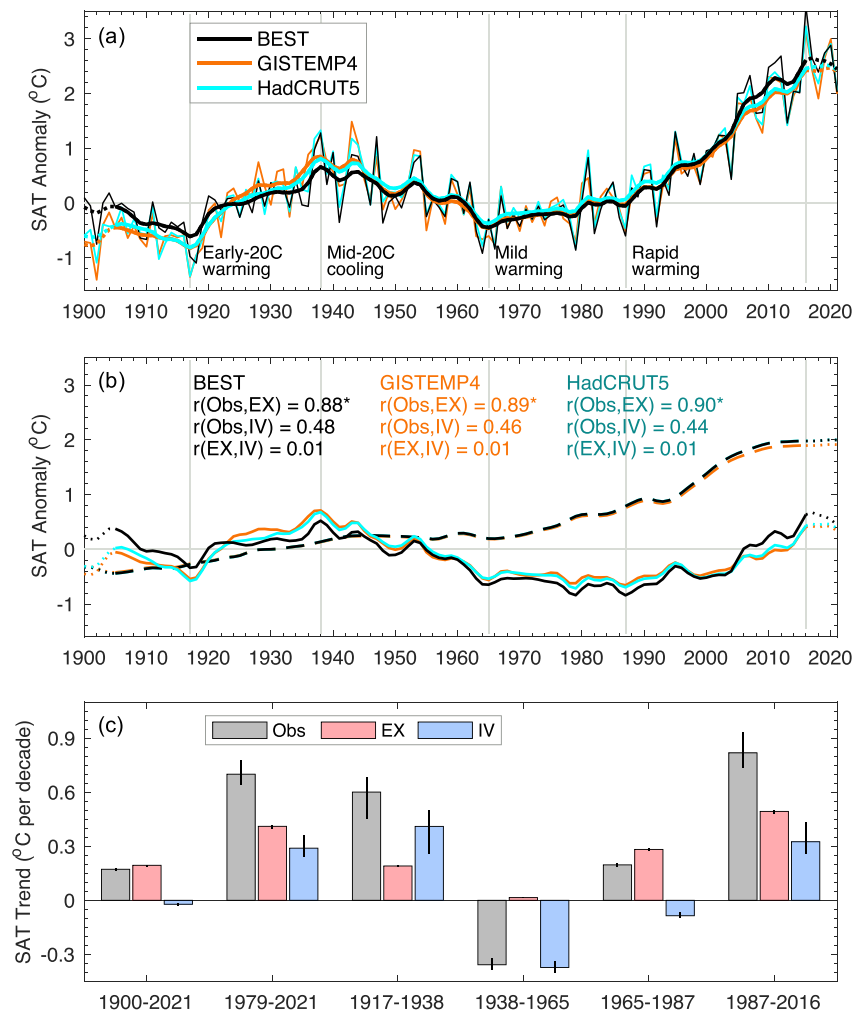 (a)
BEST
GISTEMP4
HadCRUT5
SAT Anomaly (⁰C)
3
2
1
0
-1
Early-20C
warming
Mid-20C
cooling
Mild
warming
Rapid
warming
1900 1910 1920 1930 1940 1950 1960 1970 1980 1990 2000 2010 2020
(b)
BEST
r(Obs,EX) = 0.88*
r(Obs,IV) = 0.48
r(EX,IV) = 0.01
GISTEMP4
r(Obs,EX) = 0.89*
r(Obs,IV) = 0.46
r(EX,IV) = 0.01
HadCRUT5
r(Obs,EX) = 0.90*
r(Obs,IV) = 0.44
r(EX,IV) = 0.01
SAT Anomaly (⁰C)
3
2
1
0
-1
1900 1910 1920 1930 1940 1950 1960 1970 1980 1990 2000 2010 2020
(c)
Obs EX IV
SAT Trend (⁰C per decade)
0.9
0.6
0.3
0
-0.3
1900-2021 1979-2021 1917-1938 1938-1965 1965-1987 1987-2016